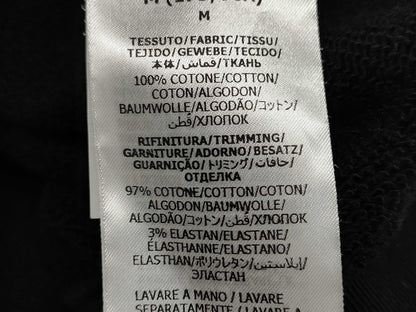 M
TESSUTO/FABRIC/TISSU/
TEJIDO/GEWEBE/TECIDO/
本体/قماش/ТКАНЬ
100% COTONE/COTTON/
COTON/ALGODON/
BAUMWOLLE/ALGODÃO/コットン
/قطن/ХЛОПОК
RIFINITURA/TRIMMING/
GARNITURE/ADORNO/BESATZ/
GUARNIÇÃO/トリミング/حافات/
ОТДЕЛКА
97% COTONE/COTTON/COTON/
ALGODON/BAUMWOLLE/
ALGODÃO/コットン/قطن/ХЛОПОК
3% ELASTAN/ELASTANE/
ELASTHANNE/ELASTANO/
ELASTHAN/ポリウレタン/إيلاستين/
ЭЛАСТАН
LAVARE A MANO / LAVARE
SEPARATAMENTE / LAVARE